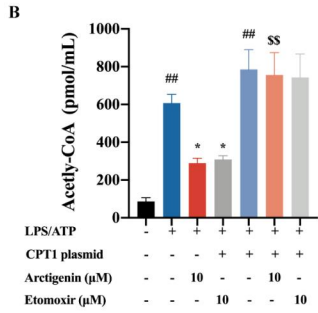 B
Acetly-CoA (pmol/mL)
1000
800
600
400
200
0
## * * ## $$
LPS/ATP - + + + + + +
CPT1 plasmid - - - + + + +
Arctigenin (μM) - - 10 - - 10 -
Etomoxir (μM) - - - 10 - - 10